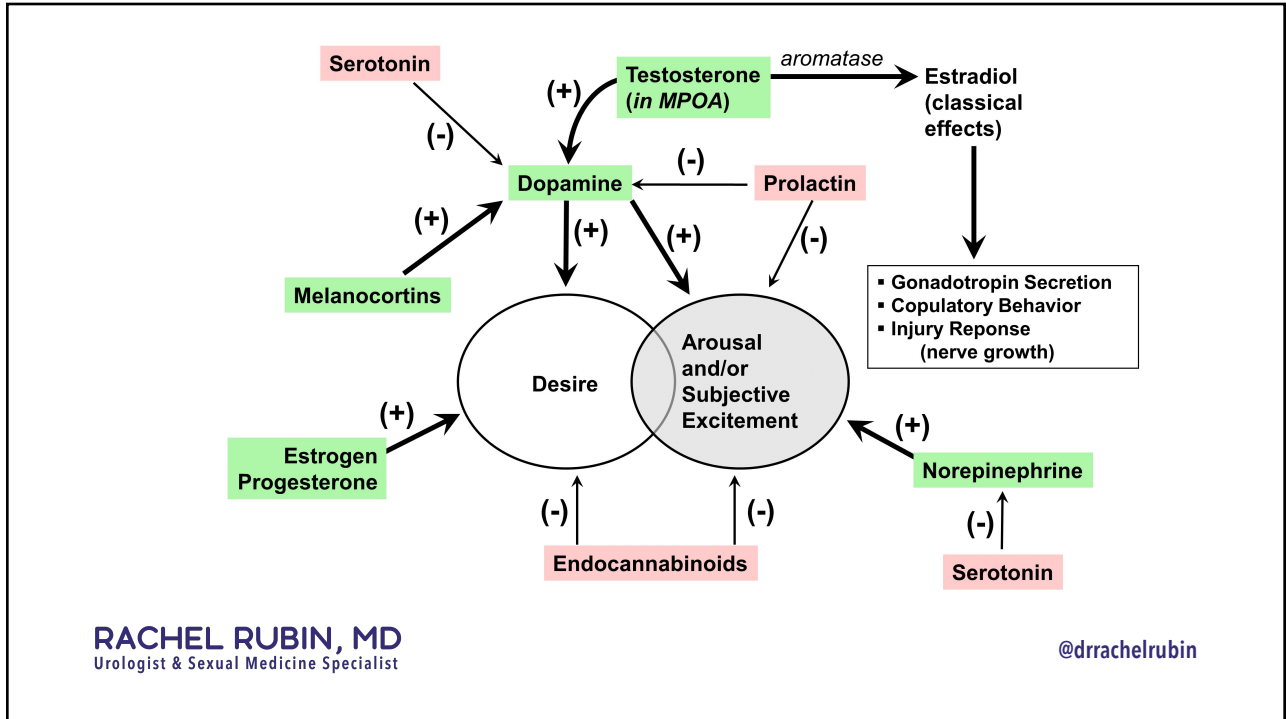 Serotonin
(-)
(+)
Testosterone
(in MPOA)
aromatase
Estradiol
(classical
effects)
Dopamine
(-)
Prolactin
(+)
Melanocortins
(+)
(+)
(-)
▪ Gonadotropin Secretion
▪ Copulatory Behavior
▪ Injury Reponse
(nerve growth)
Desire
Arousal
and/or
Subjective
Excitement
(+)
Estrogen
Progesterone
(+)
Norepinephrine
(-)
(-)
Endocannabinoids
(-)
Serotonin
RACHEL RUBIN, MD
Urologist & Sexual Medicine Specialist
@drrachelrubin